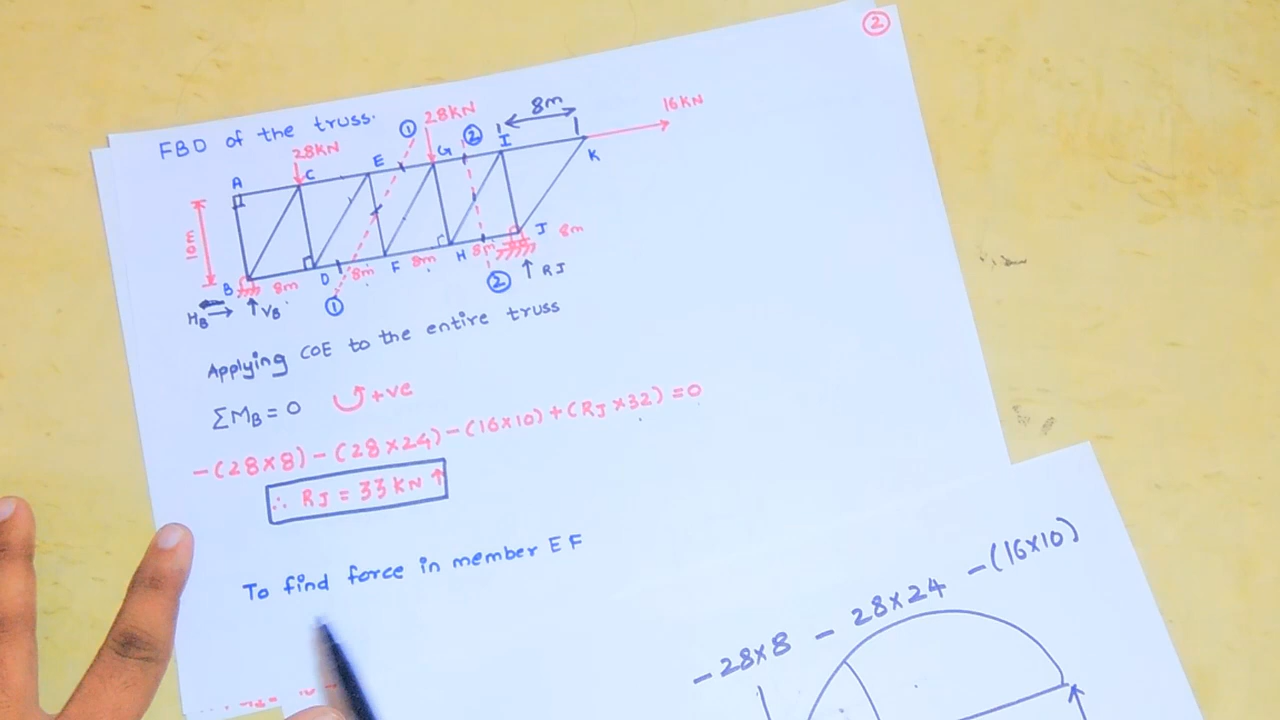 2
FBD of the truss.
28KN
28KN
8m
16KN
1
2
A
C
E
G
I
K
10m
B
8m
D
8m
F
8m
H
8m
J
8m
HB
VB
1
2
RJ
Applying COE to the entire truss
ΣMB = 0 +ve
-(28×8)-(28×24)-(16×10)+(RJ×32)=0
∴ RJ = 33KN↑
To find force in member EF
-28×8 - 28×24 -(16×10)